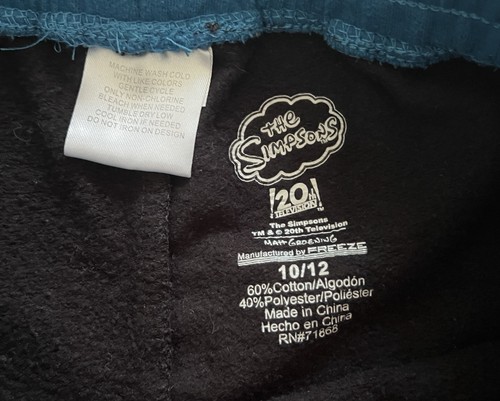 MACHINE WASH COLD
WITH LIKE COLORS
GENTLE CYCLE
ONLY NON-CHLORINE
BLEACH WHEN NEEDED
TUMBLE DRY LOW
COOL IRON IF NEEDED
DO NOT IRON ON DESIGN
THE
SIMPSONS
20th
TELEVISION
The Simpsons
TM & © 20th Television
MATT GROENING
Manufactured by FREEZE
10/12
60%Cotton/Algodón
40%Polyester/Poliéster
Made in China
Hecho en China
RN#71868